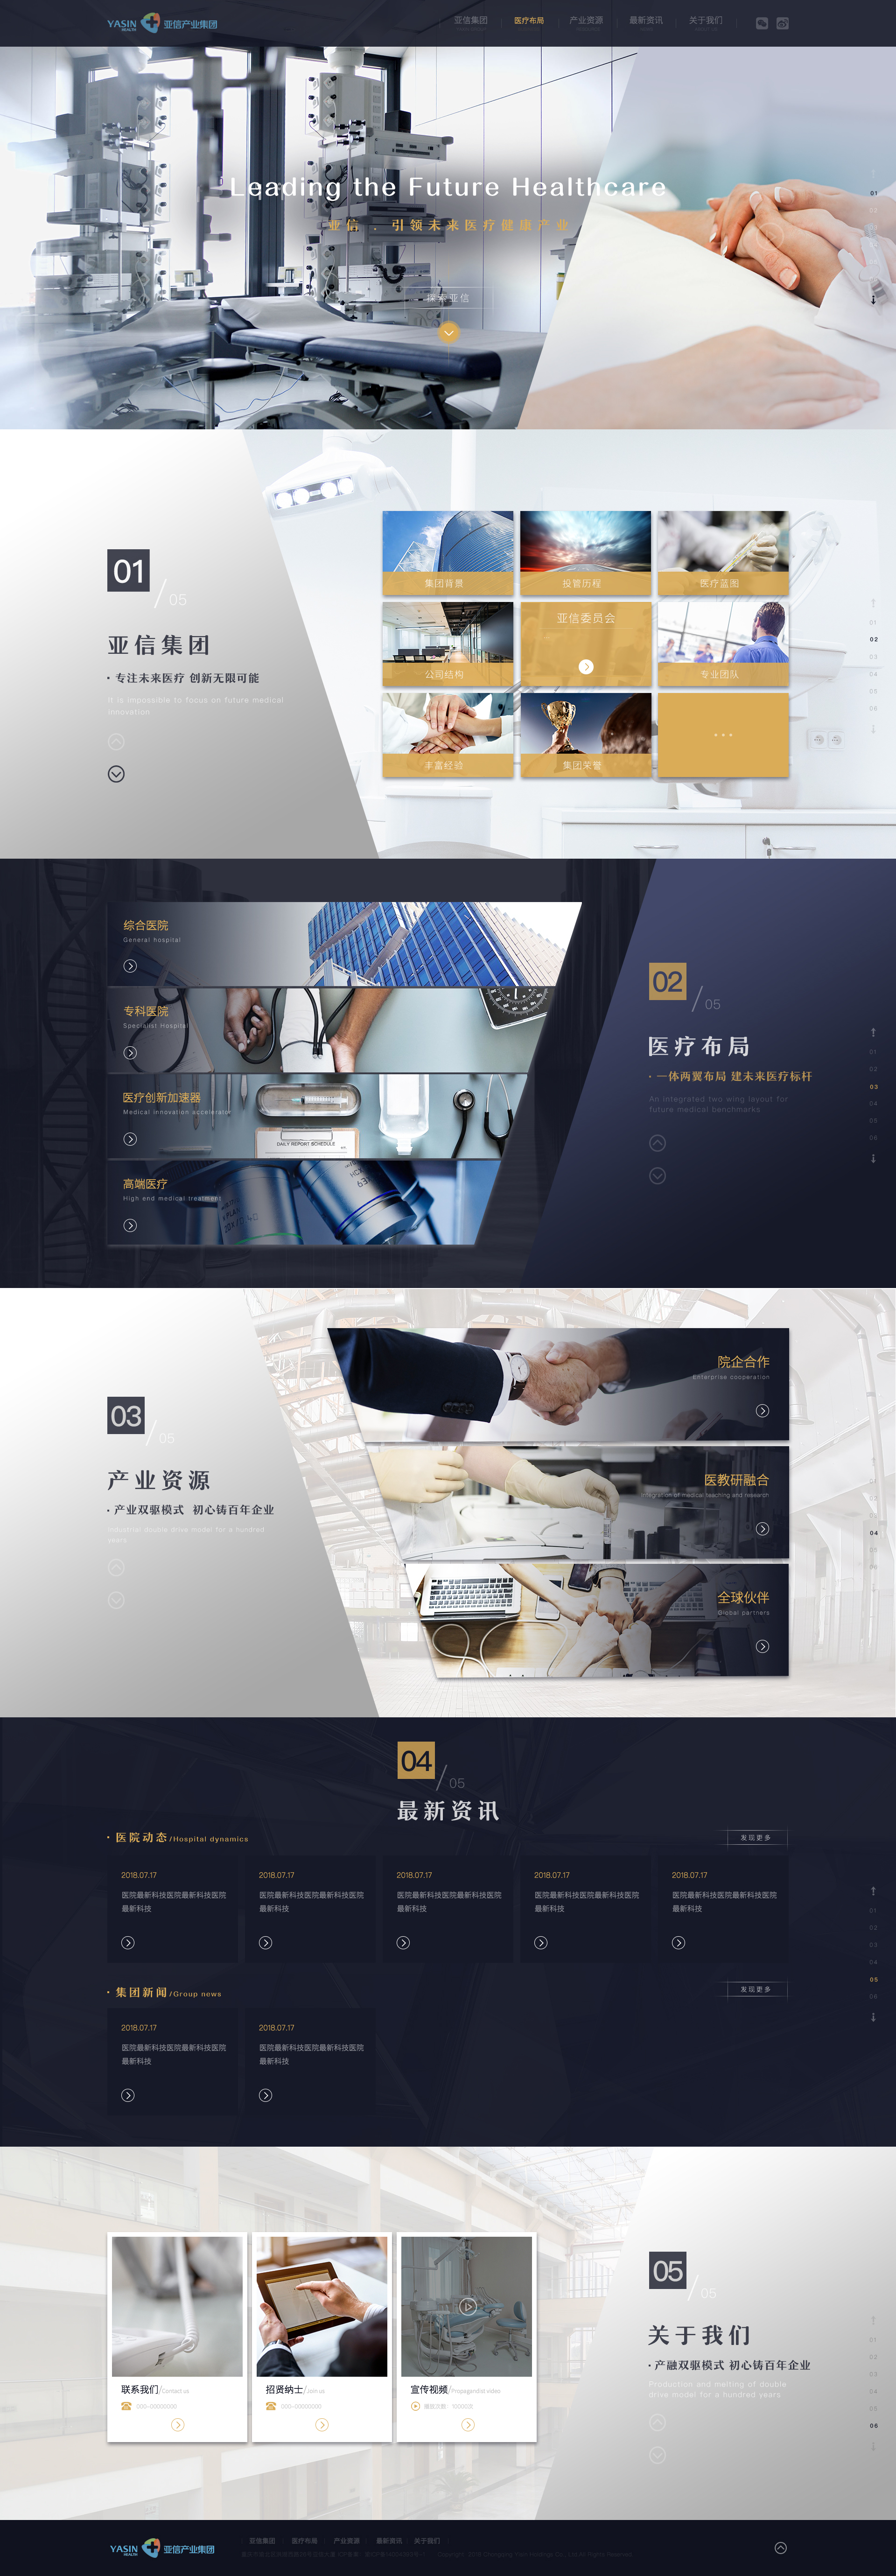 YASIN
HEALTH
亚信产业集团
亚信集团
医疗布局
产业资源
最新资讯
关于我们
Leading the Future Healthcare
亚信 . 引领未来医疗健康产业
探索亚信
01
01
/05
亚信集团
· 专注未来医疗 创新无限可能
It is impossible to focus on future medical
innovation
集团背景
投管历程
医疗蓝图
公司结构
亚信委员会
专业团队
丰富经验
集团荣誉
...
01
02
03
04
05
06
综合医院
General hospital
专科医院
Specialist Hospital
医疗创新加速器
Medical innovation accelerator
DAILY REPORT SCHEDULE
高端医疗
High end medical treatment
02
/05
医疗布局
· 一体两翼布局 建未来医疗标杆
An integrated two wing layout for
future medical benchmarks
01
02
03
04
05
06
03
/05
产业资源
· 产业双驱模式 初心铸百年企业
Industrial double drive model for a hundred
years
院企合作
Enterprise cooperation
医教研融合
Integration of medical teaching and research
全球伙伴
Global partners
04
04
/05
最新资讯
· 医院动态/Hospital dynamics
发现更多
2018.07.17
医院最新科技医院最新科技医院
最新科技
2018.07.17
医院最新科技医院最新科技医院
最新科技
2018.07.17
医院最新科技医院最新科技医院
最新科技
2018.07.17
医院最新科技医院最新科技医院
最新科技
2018.07.17
医院最新科技医院最新科技医院
最新科技
· 集团新闻/Group news
发现更多
2018.07.17
医院最新科技医院最新科技医院
最新科技
2018.07.17
医院最新科技医院最新科技医院
最新科技
01
02
03
04
05
06
联系我们/Contact us
000-00000000
招贤纳士/Join us
000-00000000
宣传视频/Propagandist video
播放次数：10000次
05
/05
关于我们
· 产融双驱模式 初心铸百年企业
Production and melting of double
drive model for a hundred years
01
02
03
04
05
06
YASIN
HEALTH
亚信产业集团
亚信集团
医疗布局
产业资源
最新资讯
关于我们